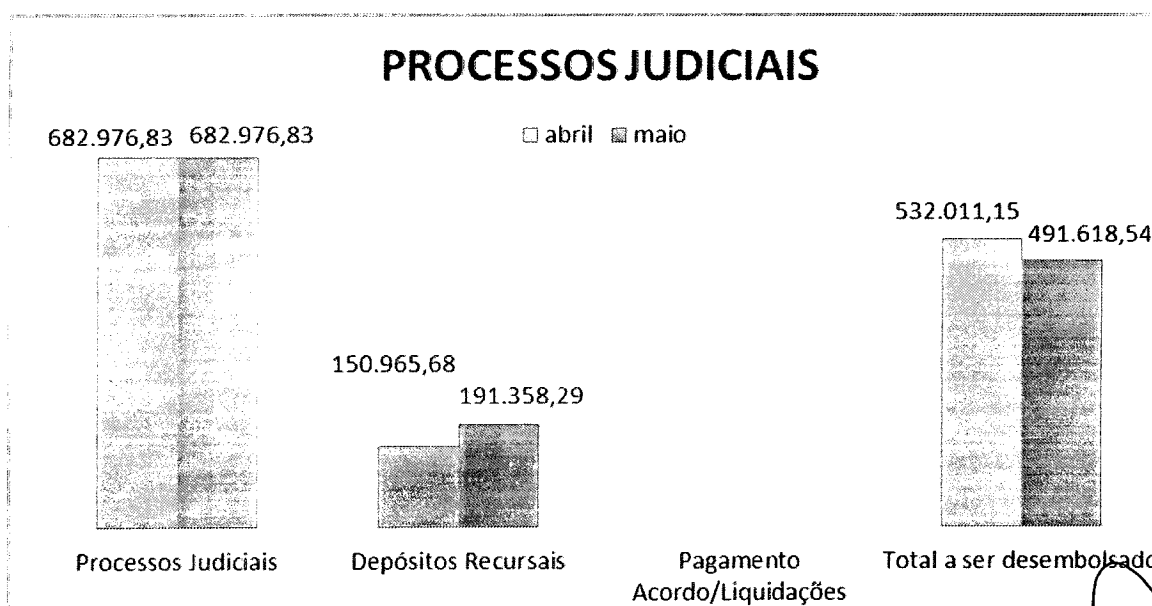 PROCESSOS JUDICIAIS
682.976,83 682.976,83
abril maio
532.011,15
491.618,54
150.965,68
191.358,29
Processos Judiciais
Depósitos Recursais
Pagamento
Acordo/Liquidações
Total a ser desembolsado